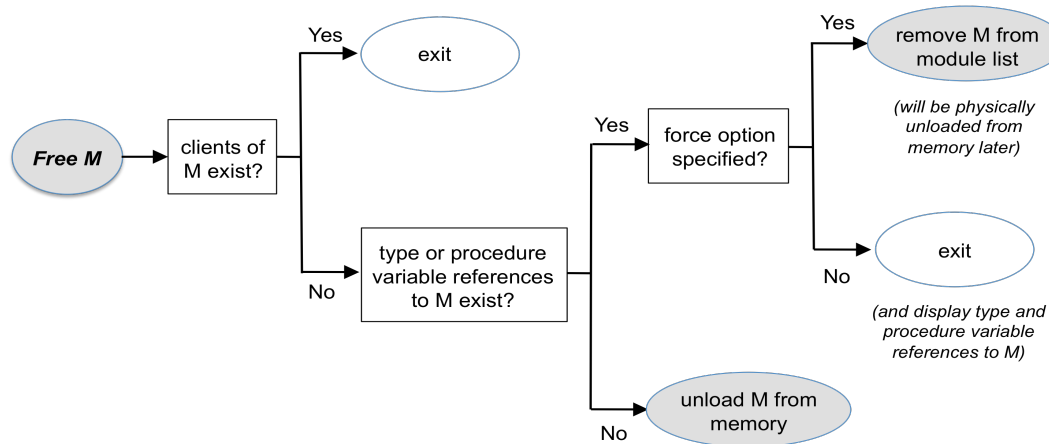 Yes
exit
Free M
clients of
M exist?
No
type or procedure
variable references
to M exist?
Yes
force option
specified?
Yes
remove M from
module list
(will be physically
unloaded from
memory later)
No
exit
(and display type and
procedure variable
references to M)
No
unload M from
memory